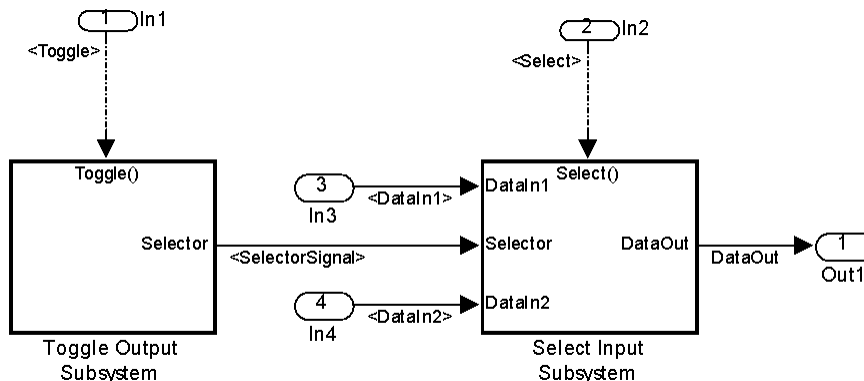 1 In1
<Toggle>
2 In2
<Select>
Toggle()
Selector
Toggle Output
Subsystem
<SelectorSignal>
3
In3
<DataIn1>
4
In4
<DataIn2>
Select()
DataIn1
Selector
DataIn2
DataOut
Select Input
Subsystem
DataOut
1
Out1